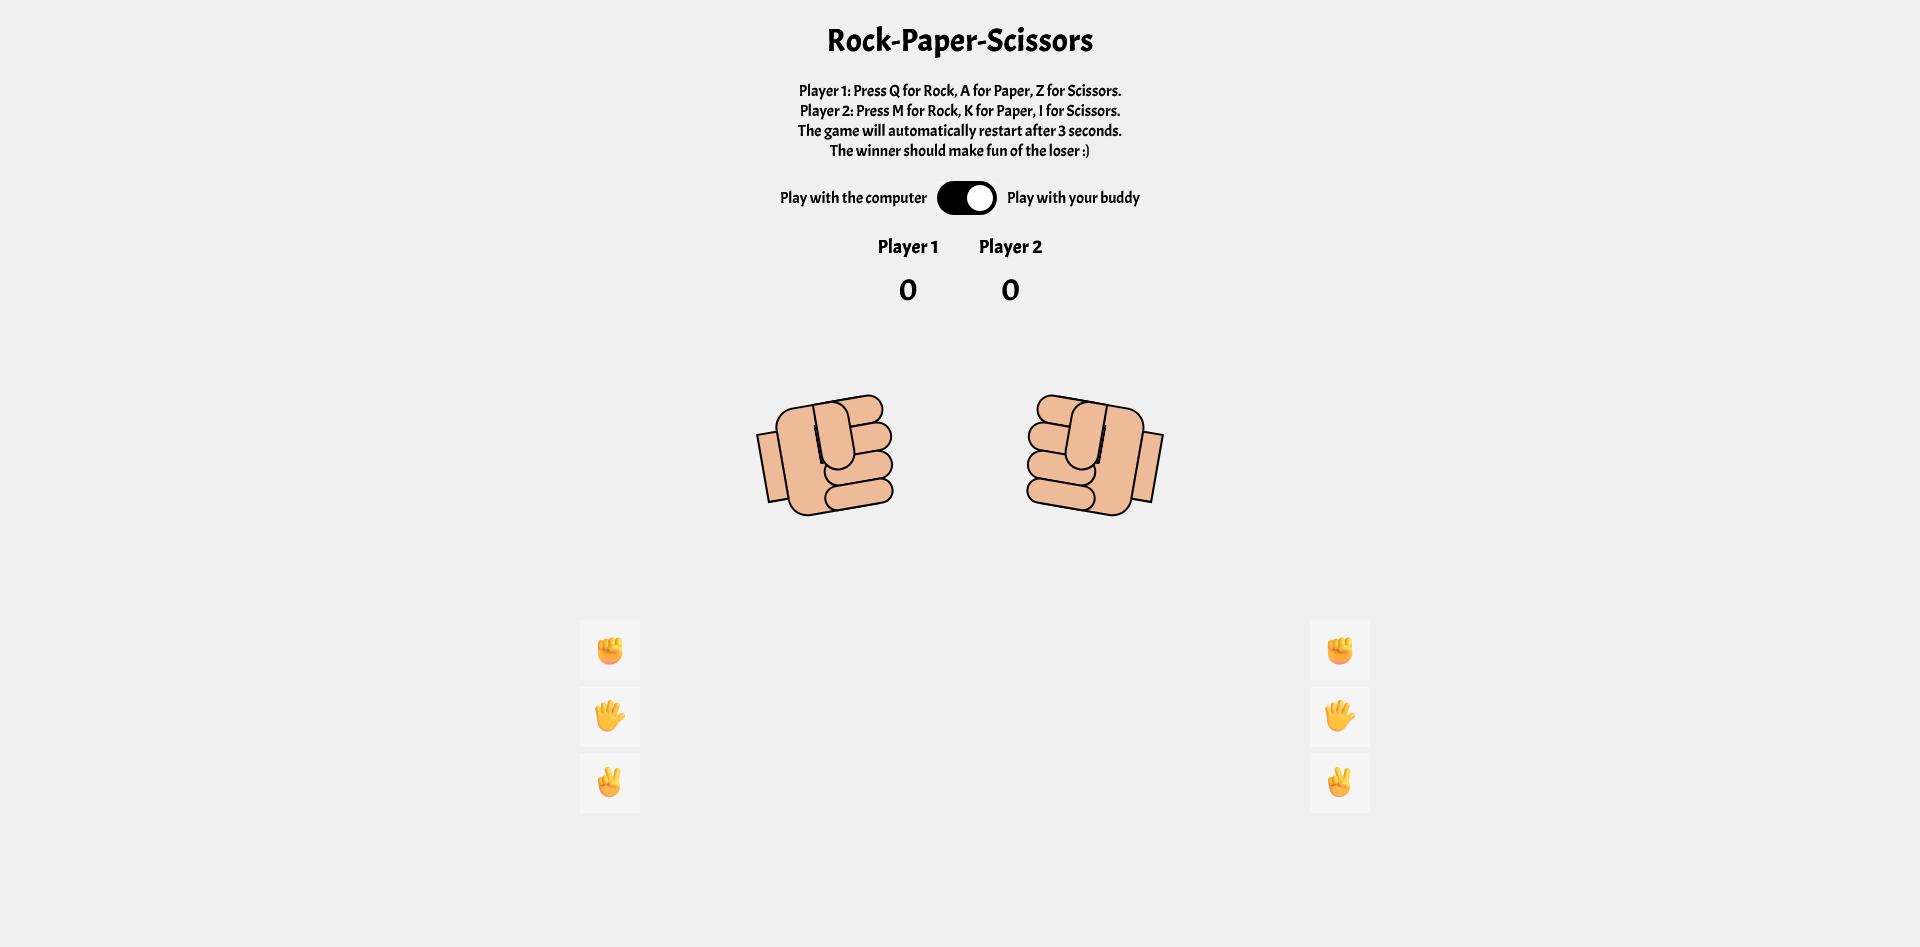 Rock-Paper-Scissors
Player 1: Press Q for Rock, A for Paper, Z for Scissors.
Player 2: Press M for Rock, K for Paper, I for Scissors.
The game will automatically restart after 3 seconds.
The winner should make fun of the loser :)
Play with the computer Play with your buddy
Player 1 Player 2
0 0